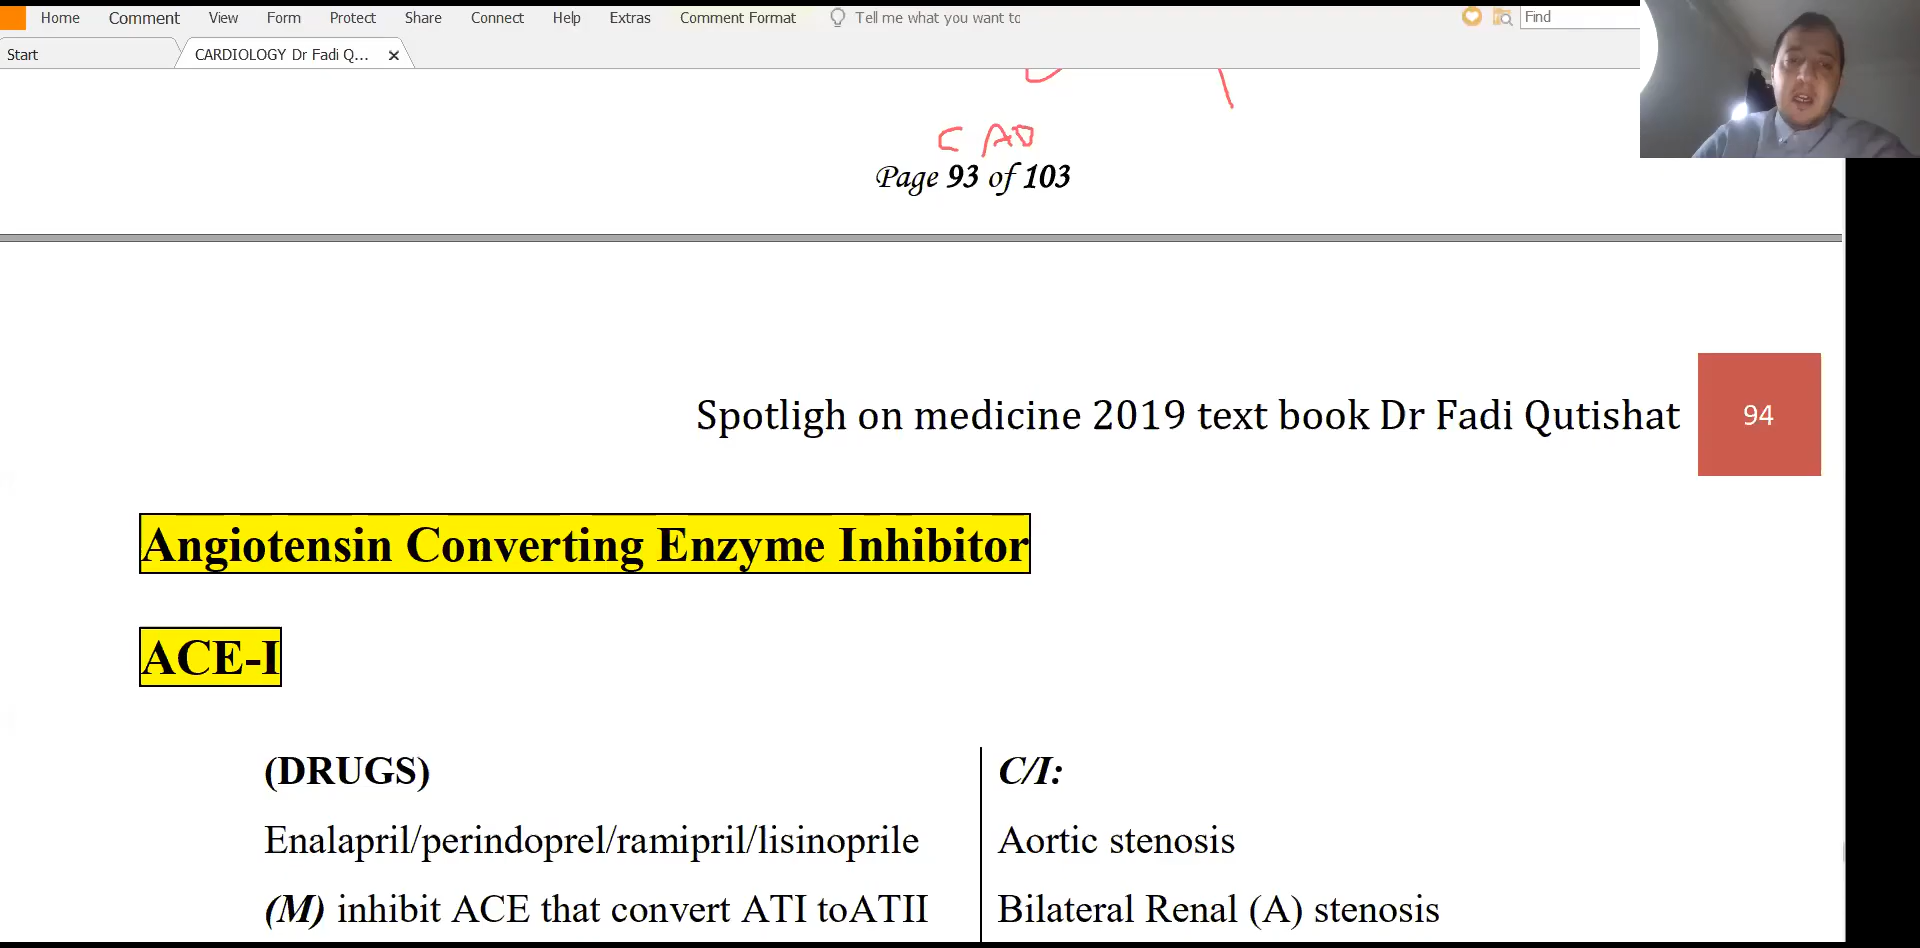 Home Comment View Form Protect Share Connect Help Extras Comment Format Tell me what you want to Find
Start CARDIOLOGY Dr Fadi Q...
CAD
Page 93 of 103
Spotligh on medicine 2019 text book Dr Fadi Qutishat 94
Angiotensin Converting Enzyme Inhibitor
ACE-I
(DRUGS)
Enalapril/perindoprel/ramipril/lisinoprile
(M) inhibit ACE that convert ATI toATII
C/I:
Aortic stenosis
Bilateral Renal (A) stenosis